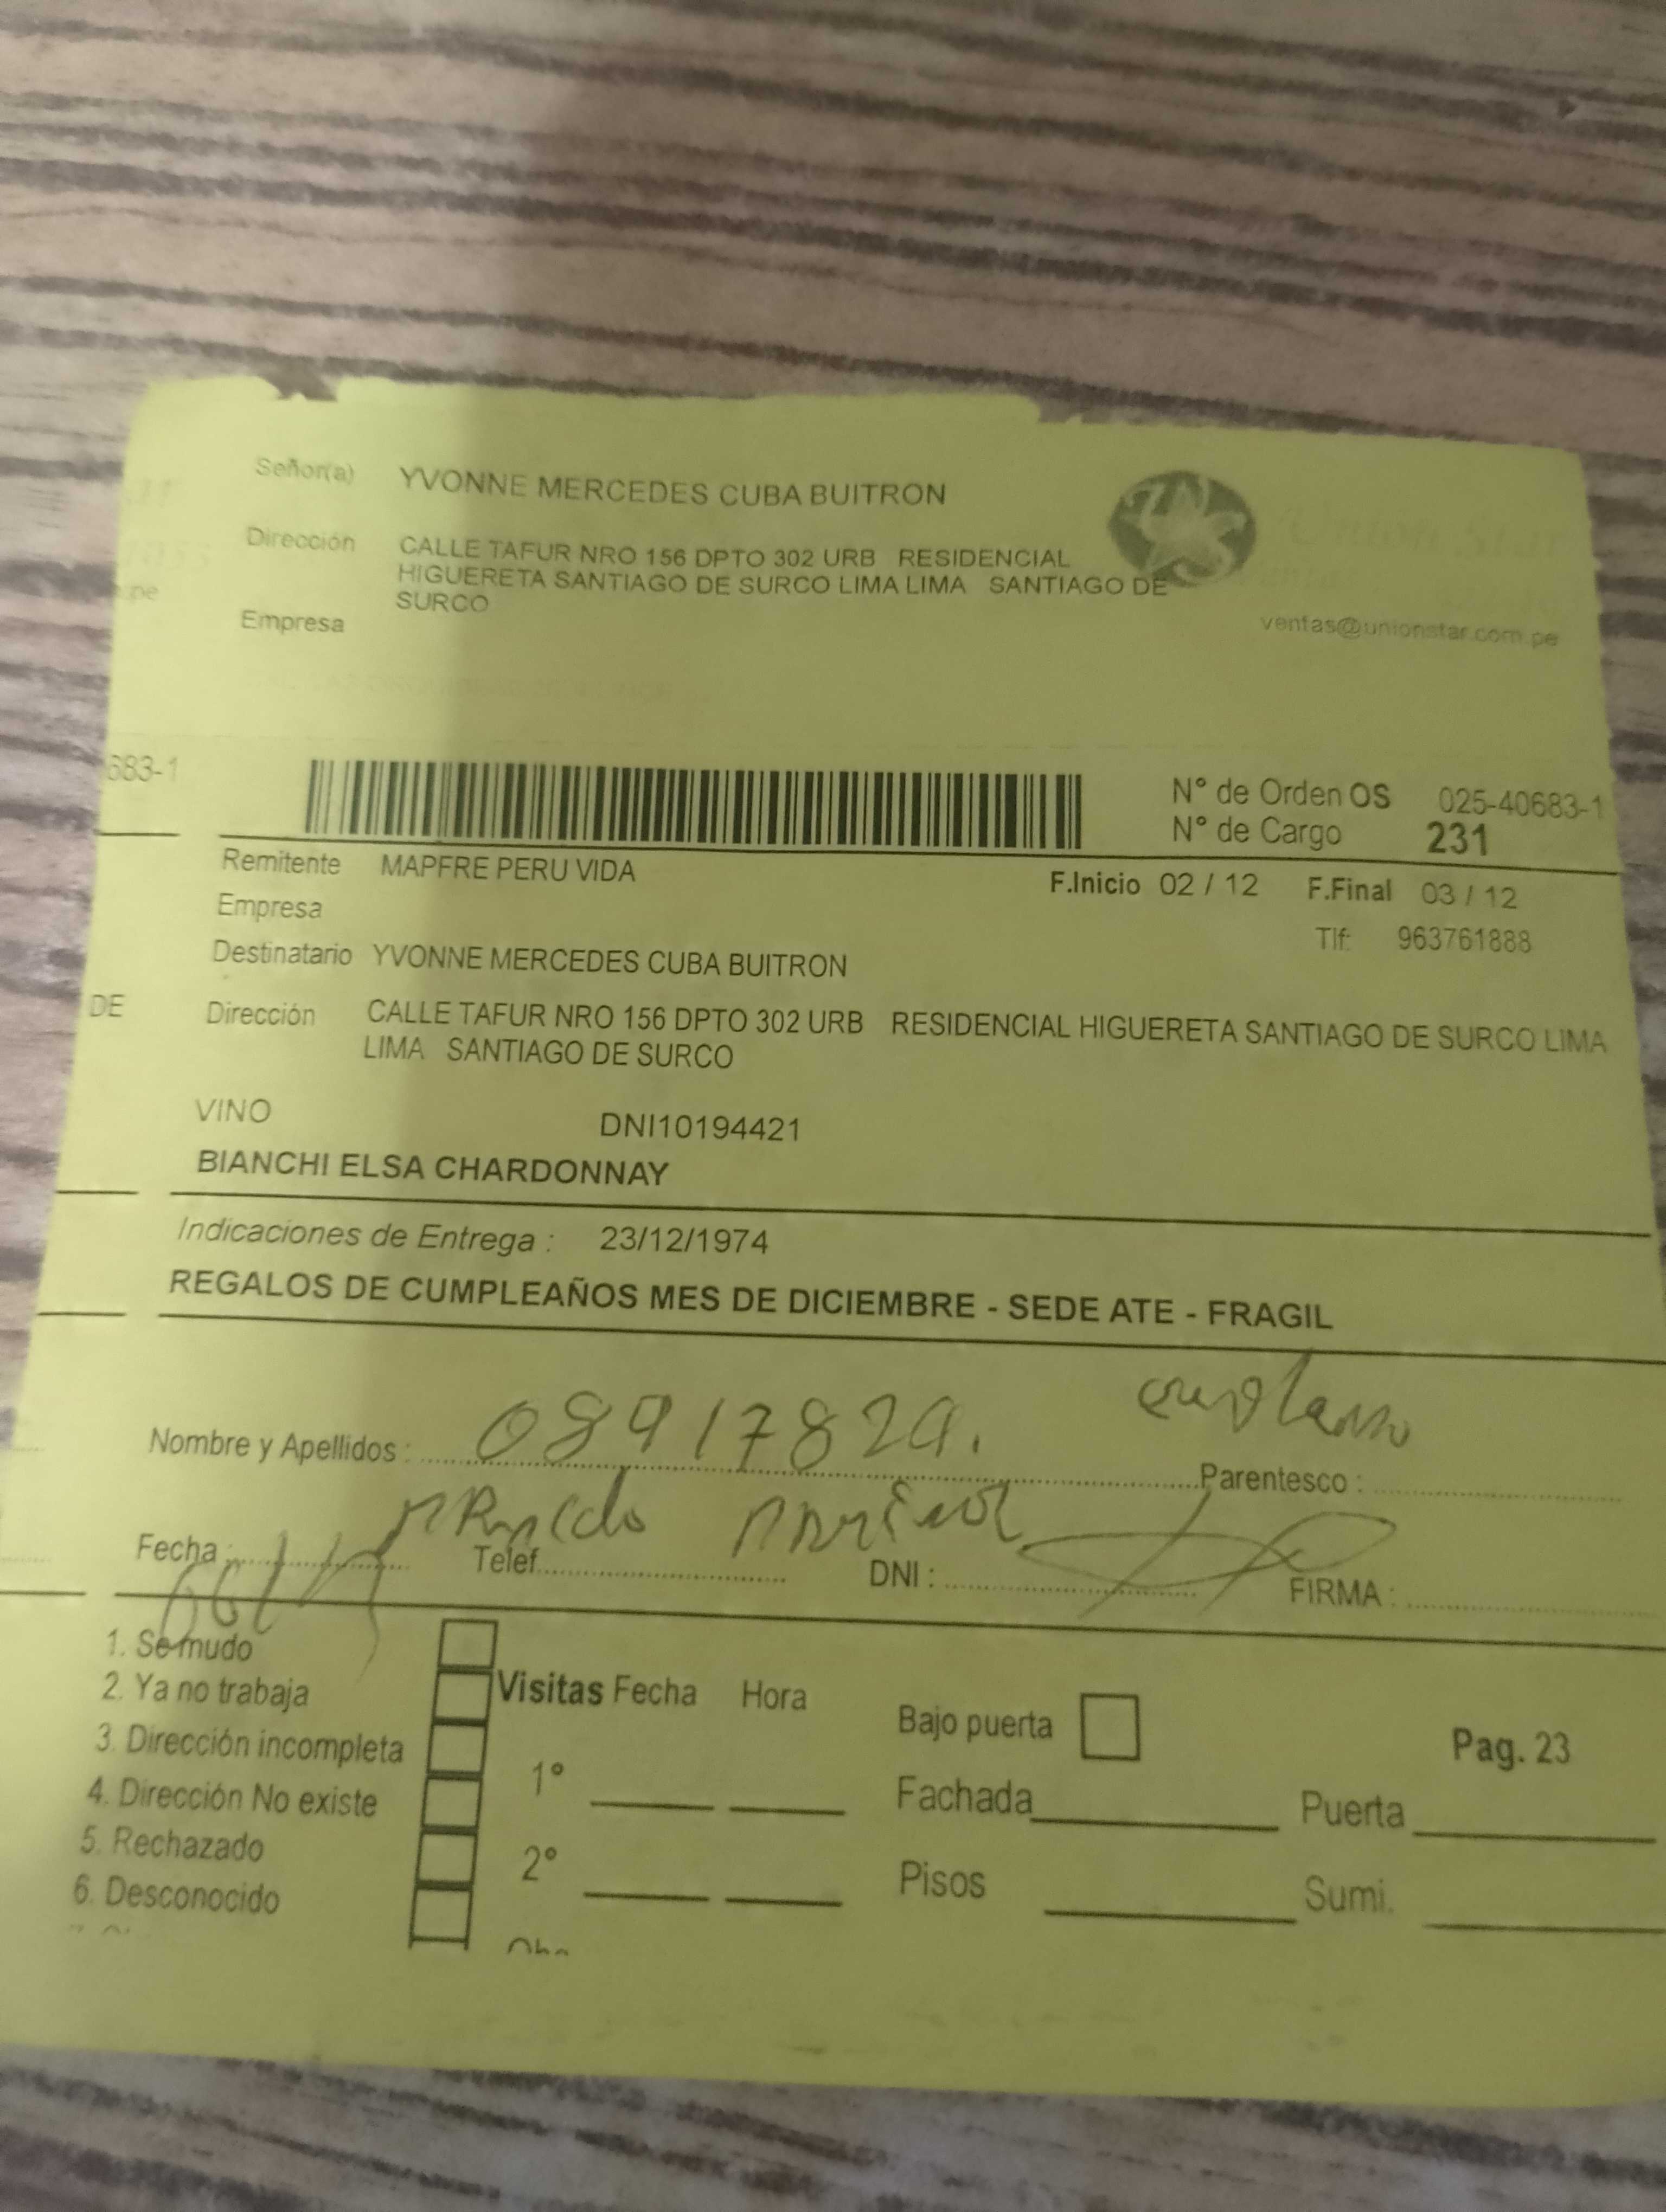 Señor(a) YVONNE MERCEDES CUBA BUITRON
Dirección CALLE TAFUR NRO 156 DPTO 302 URB RESIDENCIAL
HIGUERETA SANTIAGO DE SURCO LIMA LIMA SANTIAGO DE
SURCO
Empresa
Union Star
.pe
ventas@unionstar.com.pe
683-1
Nº de Orden OS 025-40683-1
Nº de Cargo 231
Remitente MAPFRE PERU VIDA
F.Inicio 02 / 12 F.Final 03 / 12
Empresa
Tlf: 963761888
Destinatario YVONNE MERCEDES CUBA BUITRON
DE
Dirección CALLE TAFUR NRO 156 DPTO 302 URB RESIDENCIAL HIGUERETA SANTIAGO DE SURCO LIMA
LIMA SANTIAGO DE SURCO
VINO DNI10194421
BIANCHI ELSA CHARDONNAY
Indicaciones de Entrega : 23/12/1974
REGALOS DE CUMPLEAÑOS MES DE DICIEMBRE - SEDE ATE - FRAGIL
Nombre y Apellidos : Parentesco :
Fecha : Telef. DNI : FIRMA :
1. Se mudo
2. Ya no trabaja
3. Dirección incompleta
4. Dirección No existe
5. Rechazado
6. Desconocido
Visitas Fecha Hora
1°
2°
Bajo puerta
Pag. 23
Fachada Puerta
Pisos Sumi.